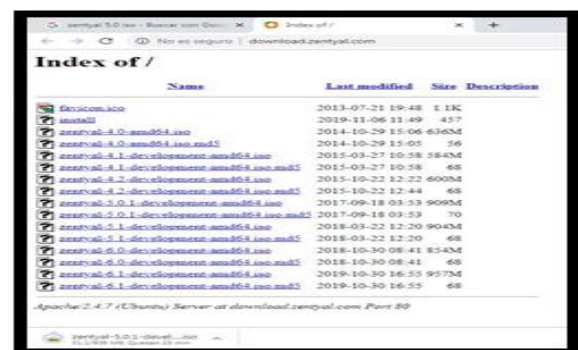 zentyal 5.0 iso - Buscar con Goo
Index of /
No es seguro | download.zentyal.com
Index of /
Name Last modified Size Description
favicon.ico 2013-07-21 19:48 1.1K
install 2019-11-06 11:49 457
zentyal-4.0-amd64.iso 2014-10-29 15:06 636M
zentyal-4.0-amd64.iso.md5 2014-10-29 15:05 56
zentyal-4.1-development-amd64.iso 2015-03-27 10:58 584M
zentyal-4.1-development-amd64.iso.md5 2015-03-27 10:58 68
zentyal-4.2-development-amd64.iso 2015-10-22 12:22 600M
zentyal-4.2-development-amd64.iso.md5 2015-10-22 12:44 68
zentyal-5.0.1-development-amd64.iso 2017-09-18 03:53 909M
zentyal-5.0.1-development-amd64.iso.md5 2017-09-18 03:53 70
zentyal-5.1-development-amd64.iso 2018-03-22 12:20 904M
zentyal-5.1-development-amd64.iso.md5 2018-03-22 12:20 68
zentyal-6.0-development-amd64.iso 2018-10-30 08:41 854M
zentyal-6.0-development-amd64.iso.md5 2018-10-30 08:41 68
zentyal-6.1-development-amd64.iso 2019-10-30 16:55 957M
zentyal-6.1-development-amd64.iso.md5 2019-10-30 16:55 68
Apache/2.4.7 (Ubuntu) Server at download.zentyal.com Port 80
zentyal-5.0.1-devel....iso